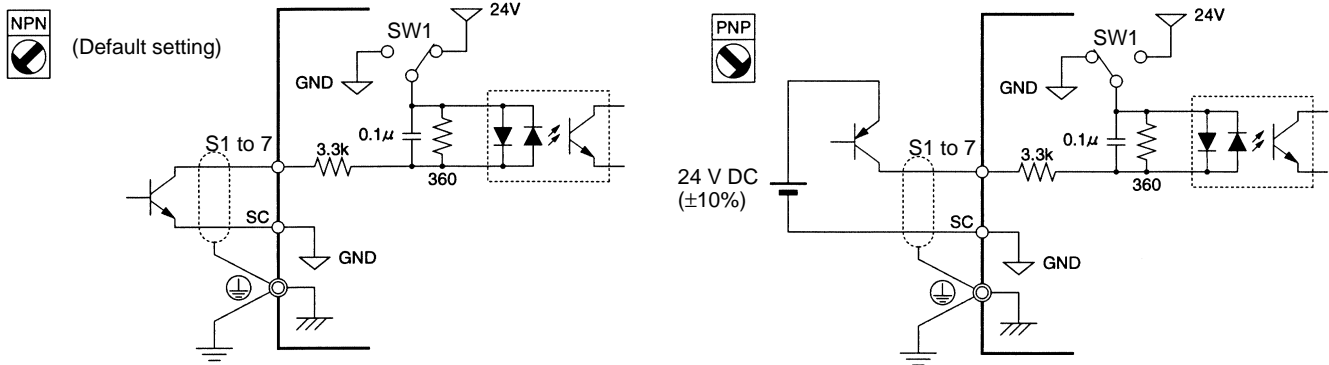 NPN
(Default setting)
SW1
24V
GND
0.1μ
S1 to 7
3.3k
360
SC
GND
PNP
SW1
24V
GND
0.1μ
S1 to 7
3.3k
360
24 V DC
(±10%)
SC
GND